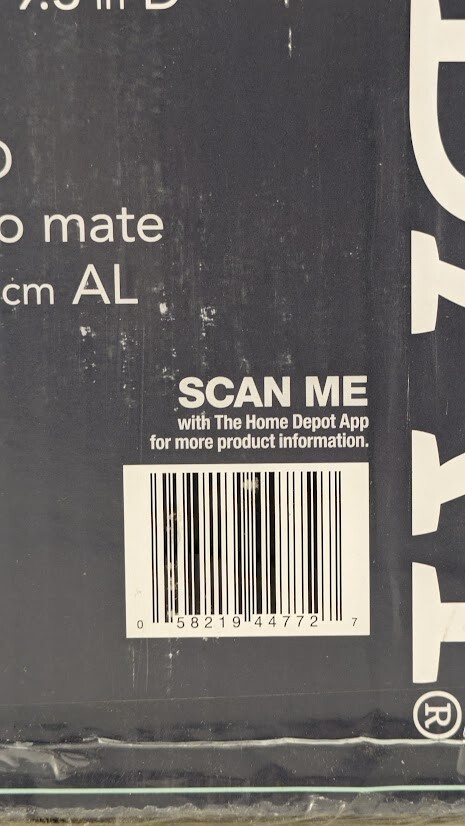 o mate
cm AL
SCAN ME
with The Home Depot App
for more product information.
0 58219 44772 7
®